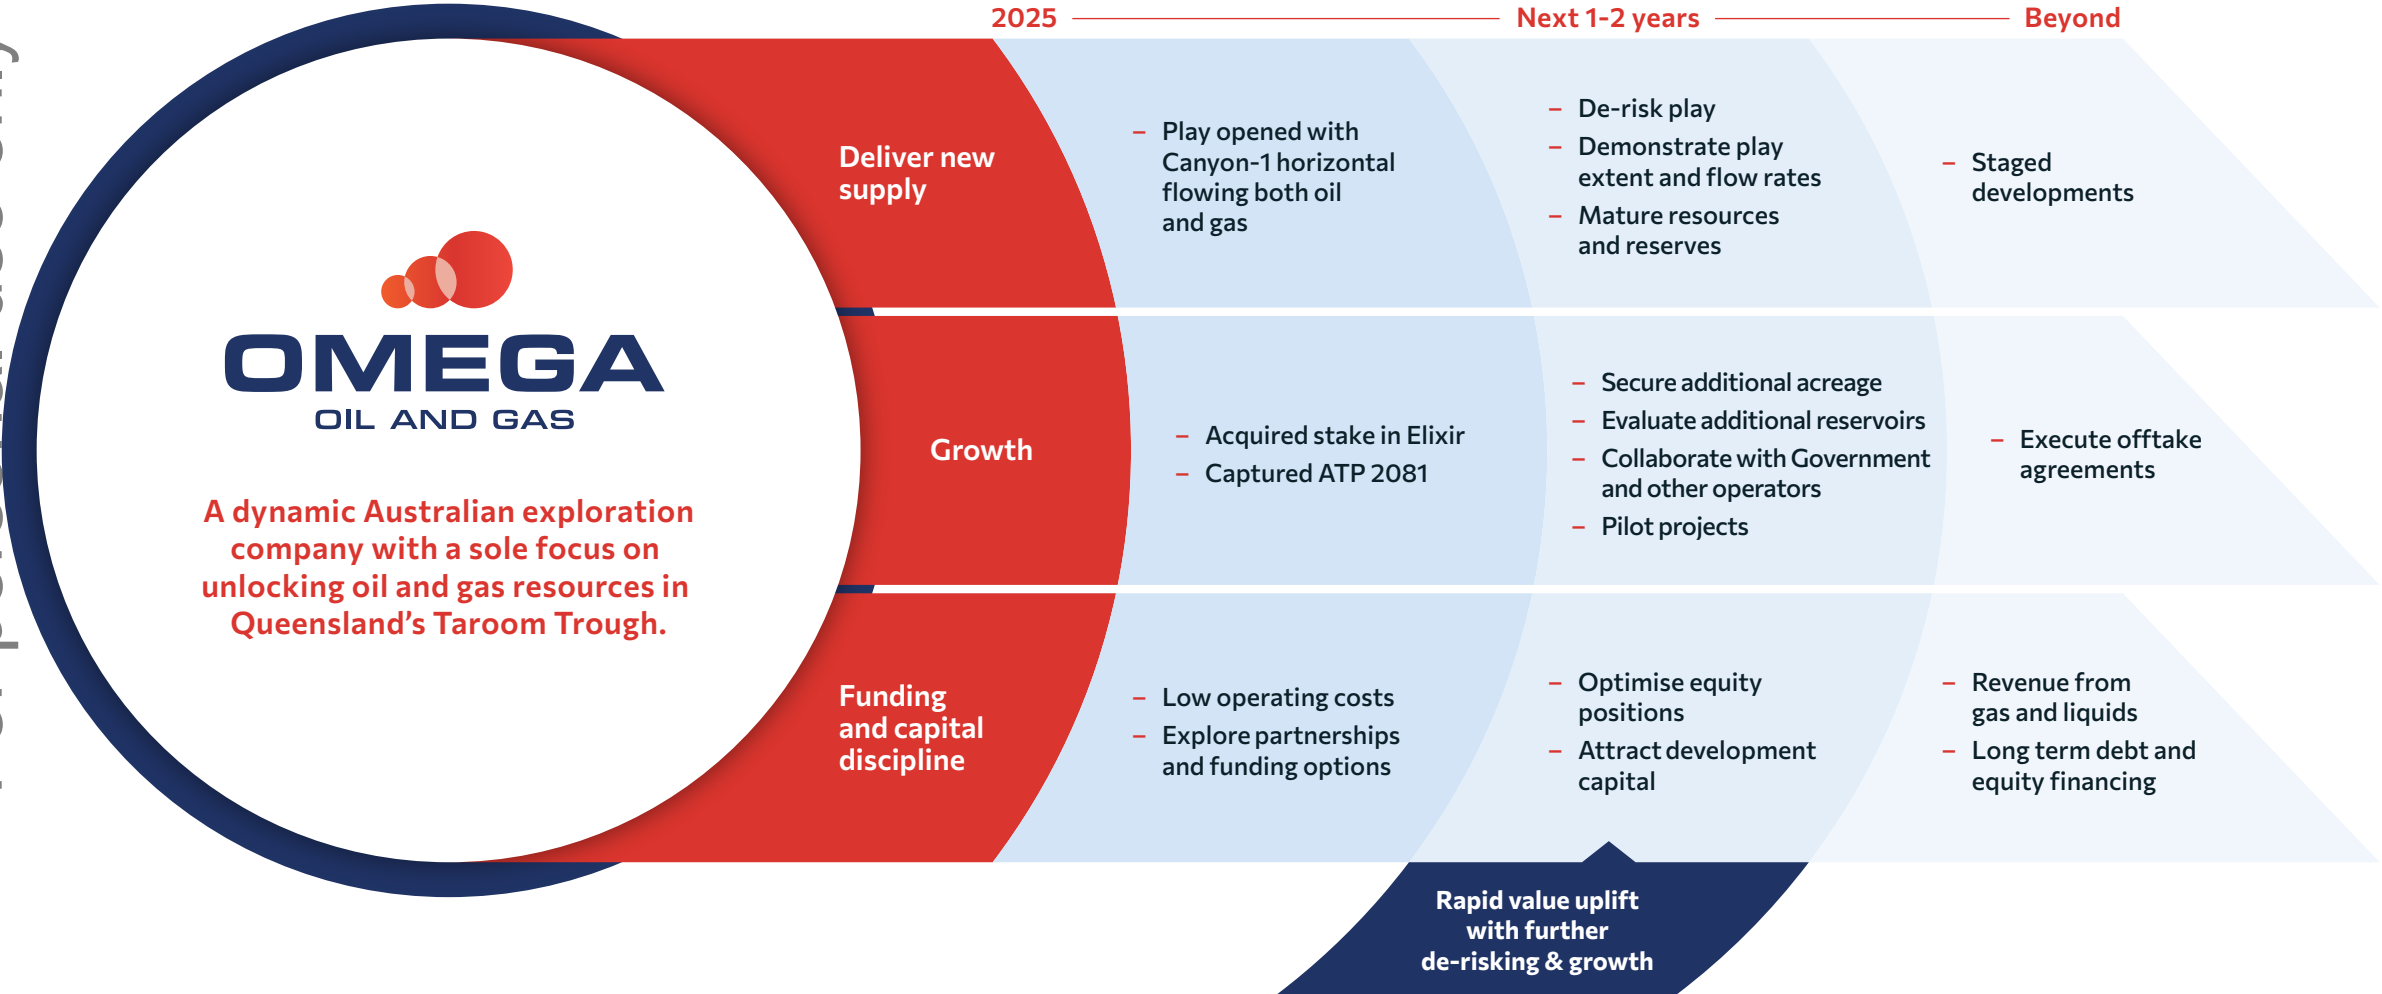 2025
Next 1-2 years
Beyond
OMEGA
OIL AND GAS
A dynamic Australian exploration
company with a sole focus on
unlocking oil and gas resources in
Queensland's Taroom Trough.
Deliver new
supply
– Play opened with
Canyon-1 horizontal
flowing both oil
and gas
– De-risk play
– Demonstrate play
extent and flow rates
– Mature resources
and reserves
– Staged
developments
Growth
– Acquired stake in Elixir
– Captured ATP 2081
– Secure additional acreage
– Evaluate additional reservoirs
– Collaborate with Government
and other operators
– Pilot projects
– Execute offtake
agreements
Funding
and capital
discipline
– Low operating costs
– Explore partnerships
and funding options
– Optimise equity
positions
– Attract development
capital
– Revenue from
gas and liquids
– Long term debt and
equity financing
Rapid value uplift
with further
de-risking & growth